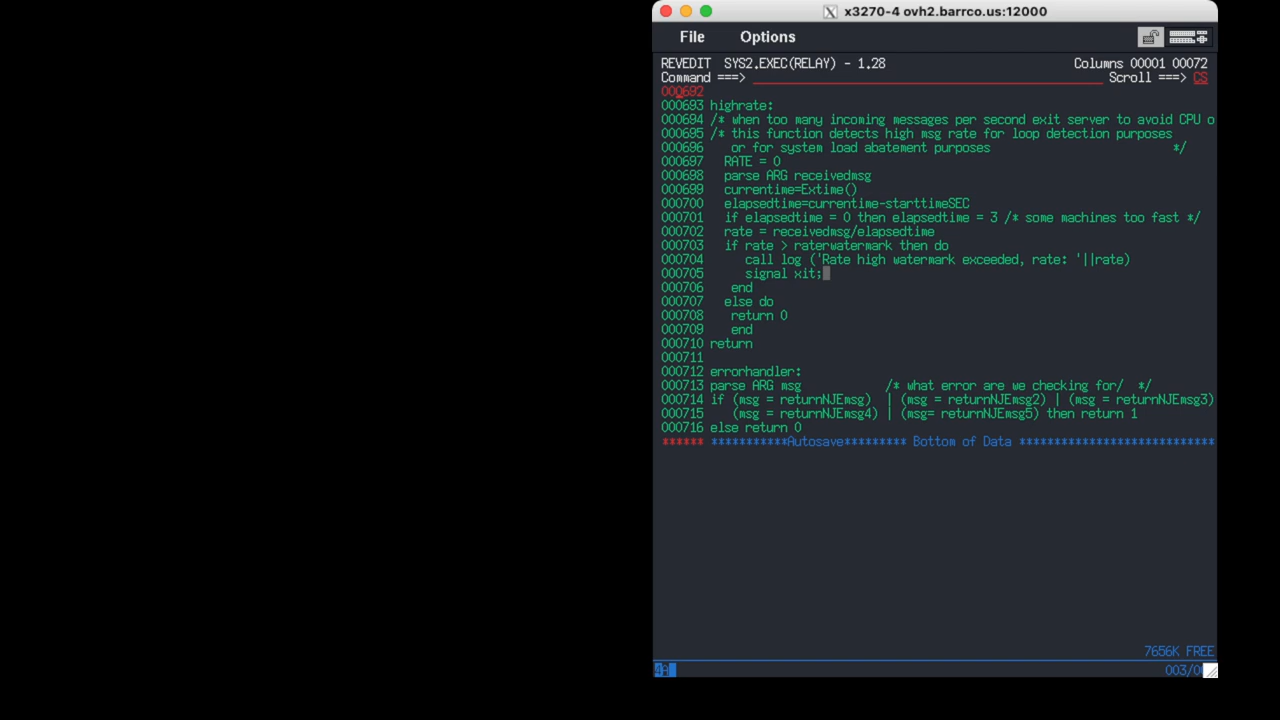 x3270-4 ovh2.barrco.us:12000
File Options
REVEDIT SYS2.EXEC(RELAY) - 1.28 Columns 00001 00072
Command ===> Scroll ===> CS
000692
000693 highrate:
000694 /* when too many incoming messages per second exit server to avoid CPU o
000695 /* this function detects high msg rate for loop detection purposes
000696 or for system load abatement purposes */
000697 RATE = 0
000698 parse ARG receivedmsg
000699 currentime=Extime()
000700 elapsedtime=currentime-starttimeSEC
000701 if elapsedtime = 0 then elapsedtime = 3 /* some machines too fast */
000702 rate = receivedmsg/elapsedtime
000703 if rate > raterwatermark then do
000704 call log ('Rate high watermark exceeded, rate: '||rate)
000705 signal xit;
000706 end
000707 else do
000708 return 0
000709 end
000710 return
000711
000712 errorhandler:
000713 parse ARG msg /* what error are we checking for/ */
000714 if (msg = returnNJEmsg) | (msg = returnNJEmsg2) | (msg = returnNJEmsg3)
000715 (msg = returnNJEmsg4) | (msg= returnNJEmsg5) then return 1
000716 else return 0
****** ***********Autosave********* Bottom of Data ****************************
7656K FREE
4A 003/0